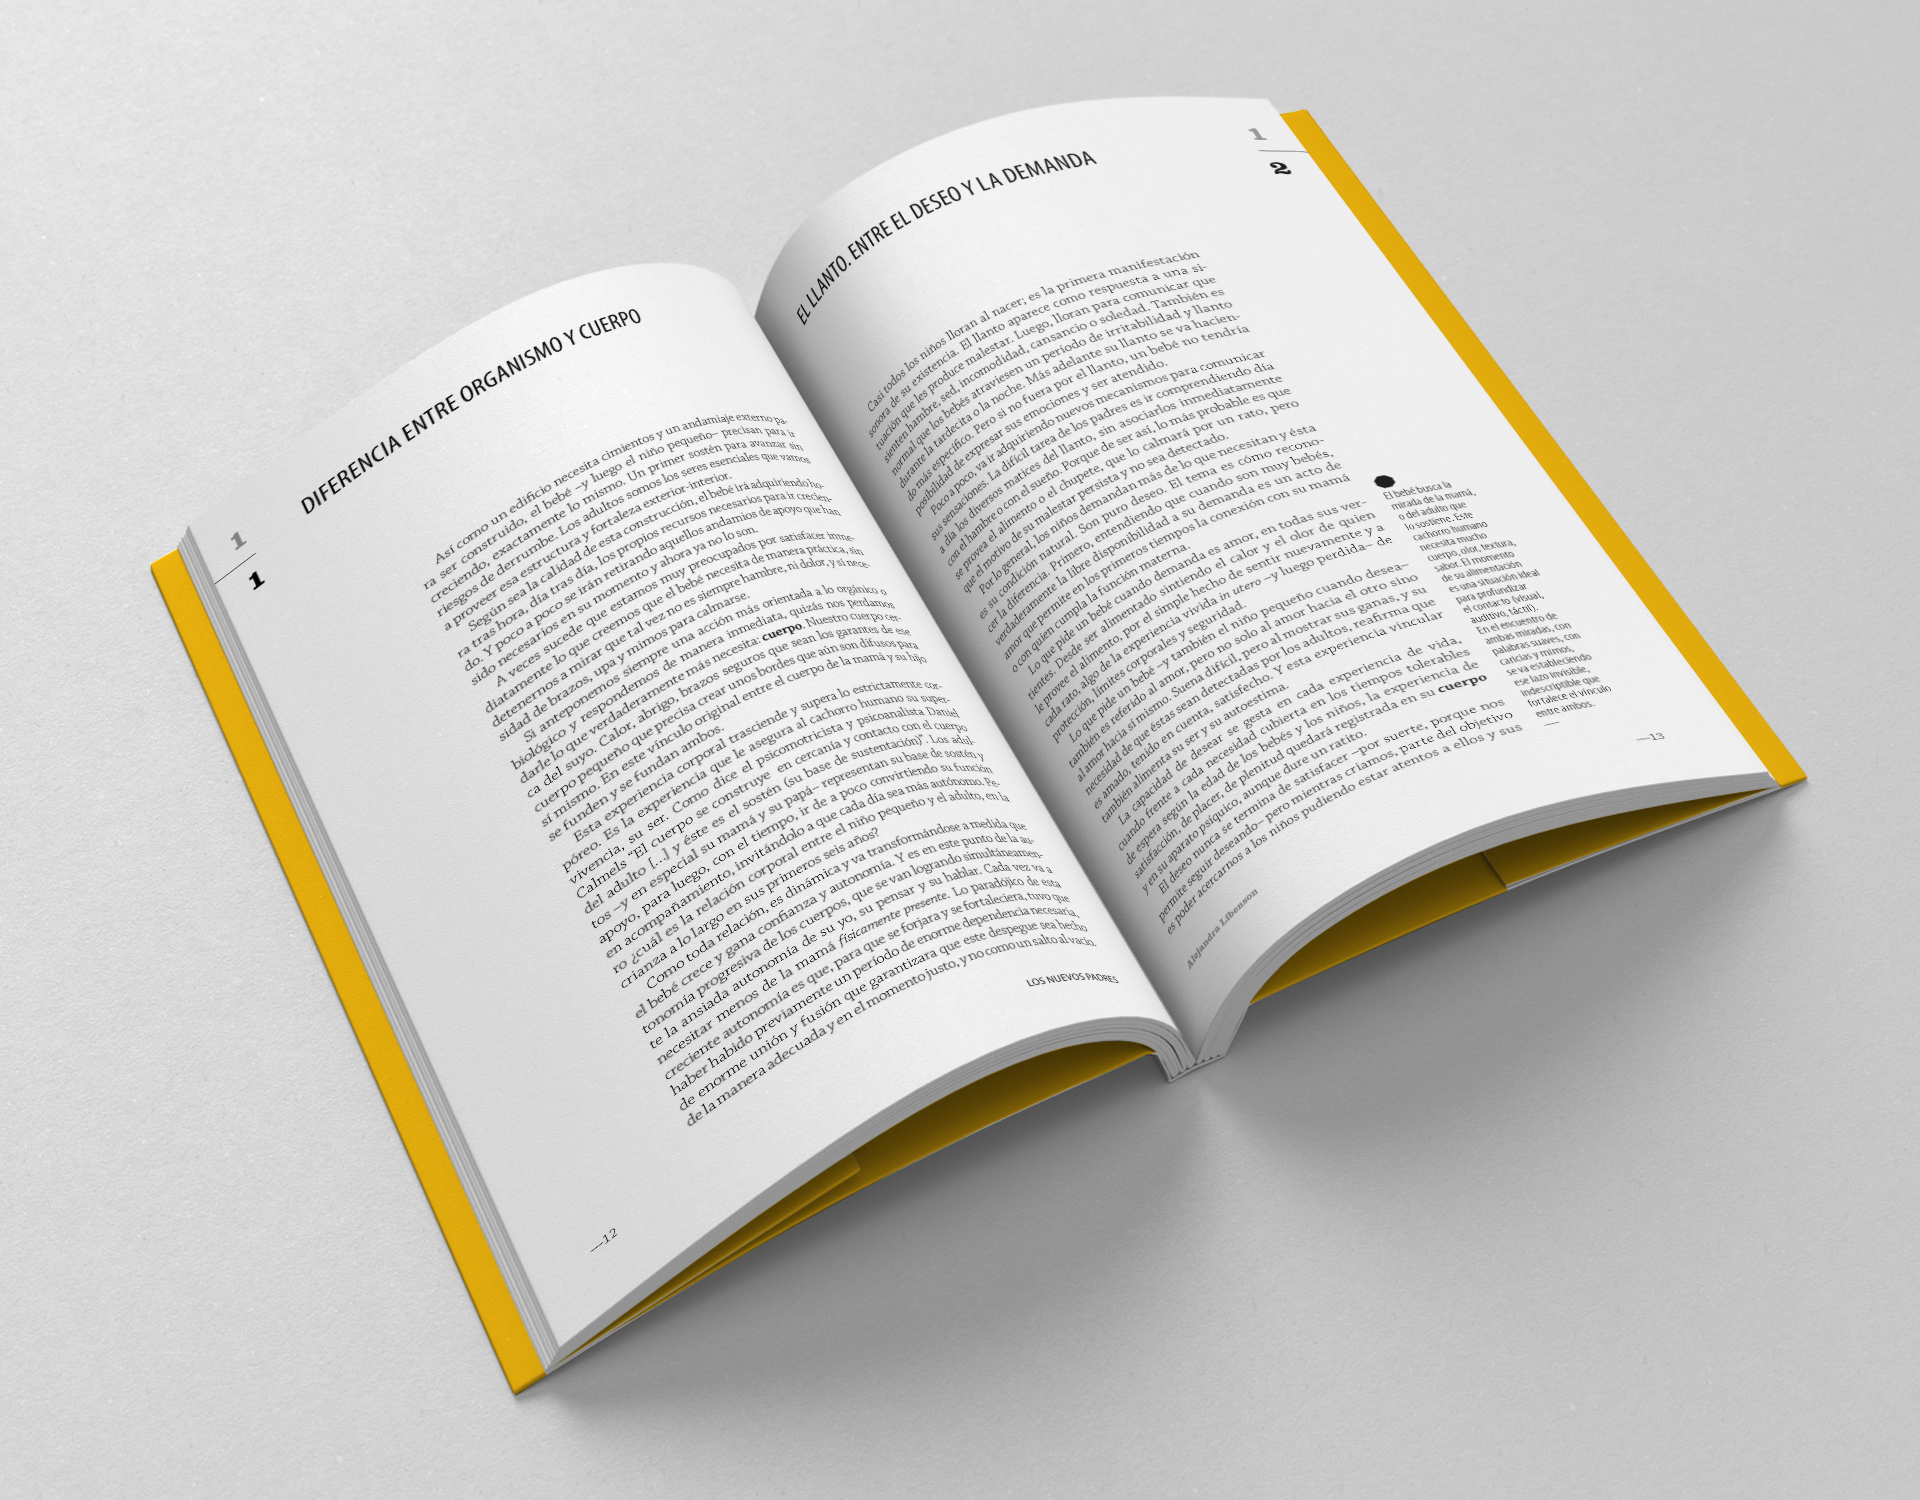 1
1
DIFERENCIA ENTRE ORGANISMO Y CUERPO
Así como un edificio necesita cimientos y un andamiaje externo pa-
ra ser construido, el bebé –y luego el niño pequeño– precisan para ir
creciendo, exactamente lo mismo. Un primer sostén para avanzar sin
riesgos de derrumbe. Los adultos somos los seres esenciales que vamos
a proveer esa estructura y fortaleza exterior-interior.
Según sea la calidad de esta construcción, el bebé irá adquiriendo ho-
ra tras hora, día tras día, los propios recursos necesarios para ir crecien-
do. Y poco a poco se irán retirando aquellos andamios de apoyo que han
sido necesarios en su momento y ahora ya no lo son.
A veces sucede que estamos muy preocupados por satisfacer inme-
diatamente lo que creemos que el bebé necesita de manera práctica, sin
detenernos a mirar que tal vez no es siempre hambre, ni dolor, y sí nece-
sidad de brazos, upa y mimos para calmarse.
Si anteponemos siempre una acción más orientada a lo orgánico o
biológico y respondemos de manera inmediata, quizás nos perdamos
darle lo que verdaderamente más necesita: cuerpo. Nuestro cuerpo cer-
ca del suyo. Calor, abrigo, brazos seguros que sean los garantes de ese
cuerpo pequeño que precisa crear unos bordes que aún son difusos para
sí mismo. En este vínculo original entre el cuerpo de la mamá y su hijo
se funden y se fundan ambos.
Esta experiencia corporal trasciende y supera lo estrictamente cor-
póreo. Es la experiencia que le asegura al cachorro humano su super-
vivencia, su ser. Como dice el psicomotricista y psicoanalista Daniel
Calmels "El cuerpo se construye en cercanía y contacto con el cuerpo
del adulto [...] y éste es el sostén (su base de sustentación)". Los adul-
tos –y en especial su mamá y su papá– representan su base de sostén y
apoyo, para luego, con el tiempo, ir de a poco convirtiendo su función
en acompañamiento, invitándolo a que cada día sea más autónomo. Pe-
ro ¿cuál es la relación corporal entre el niño pequeño y el adulto, en la
crianza a lo largo en sus primeros seis años?
Como toda relación, es dinámica y va transformándose a medida que
el bebé crece y gana confianza y autonomía. Y es en este punto de la au-
tonomía progresiva de los cuerpos, que se van logrando simultáneamen-
te la ansiada autonomía de su yo, su pensar y su hablar. Cada vez va a
necesitar menos de la mamá físicamente presente. Lo paradójico de esta
creciente autonomía es que, para que se forjara y se fortaleciera, tuvo que
haber habido previamente un período de enorme dependencia necesaria,
de enorme unión y fusión que garantizara que este despegue sea hecho
de la manera adecuada y en el momento justo, y no como un salto al vacío.
LOS NUEVOS PADRES
—12
1
2
EL LLANTO. ENTRE EL DESEO Y LA DEMANDA
Casi todos los niños lloran al nacer; es la primera manifestación
sonora de su existencia. El llanto aparece como respuesta a una si-
tuación que les produce malestar. Luego, lloran para comunicar que
sienten hambre, sed, incomodidad, cansancio o soledad. También es
normal que los bebés atraviesen un período de irritabilidad y llanto
durante la tardecita o la noche. Más adelante su llanto se va hacien-
do más específico. Pero si no fuera por el llanto, un bebé no tendría
posibilidad de expresar sus emociones y ser atendido.
Poco a poco, va ir adquiriendo nuevos mecanismos para comunicar
sus sensaciones. La difícil tarea de los padres es ir comprendiendo día
a día los diversos matices del llanto, sin asociarlos inmediatamente
con el hambre o con el sueño. Porque de ser así, lo más probable es que
se provea el alimento o el chupete, que lo calmará por un rato, pero
que el motivo de su malestar persista y no sea detectado.
Por lo general, los niños demandan más de lo que necesitan y ésta
es su condición natural. Son puro deseo. El tema es cómo recono-
cer la diferencia. Primero, entendiendo que cuando son muy bebés,
verdaderamente la libre disponibilidad a su demanda es un acto de
amor que permite en los primeros tiempos la conexión con su mamá
o con quien cumpla la función materna.
Lo que pide un bebé cuando demanda es amor, en todas sus ver-
tientes. Desde ser alimentado sintiendo el calor y el olor de quien
le provee el alimento, por el simple hecho de sentir nuevamente y a
cada rato, algo de la experiencia vivida in utero –y luego perdida– de
protección, límites corporales y seguridad.
Lo que pide un bebé –y también el niño pequeño cuando desea–
también es referido al amor, pero no solo al amor hacia el otro sino
al amor hacia sí mismo. Suena difícil, pero al mostrar sus ganas, y su
necesidad de que éstas sean detectadas por los adultos, reafirma que
es amado, tenido en cuenta, satisfecho. Y esta experiencia vincular
también alimenta su ser y su autoestima.
La capacidad de desear se gesta en cada experiencia de vida,
cuando frente a cada necesidad cubierta en los tiempos tolerables
de espera según la edad de los bebés y los niños, la experiencia de
satisfacción, de placer, de plenitud quedará registrada en su cuerpo
y en su aparato psíquico, aunque dure un ratito.
El deseo nunca se termina de satisfacer –por suerte, porque nos
permite seguir deseando– pero mientras criamos, parte del objetivo
es poder acercarnos a los niños pudiendo estar atentos a ellos y sus
El bebé busca la
mirada de la mamá,
o del adulto que
lo sostiene. Este
cachorro humano
necesita mucho
cuerpo, olor, textura,
sabor. El momento
de su alimentación
es una situación ideal
para profundizar
el contacto (visual,
auditivo, táctil).
En el encuentro de
ambas miradas, con
palabras suaves, con
caricias y mimos,
se va estableciendo
ese lazo invisible,
indescriptible que
fortalece el vínculo
entre ambos.
Alejandra Libenson
—13